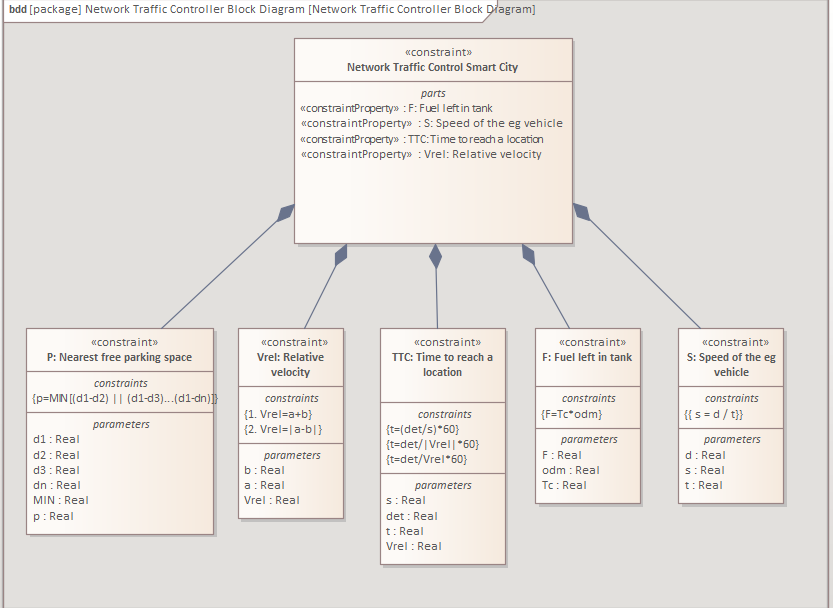 bdd [package] Network Traffic Controller Block Diagram [Network Traffic Controller Block Diagram]
«constraint»
Network Traffic Control Smart City
parts
«constraintProperty» : F: Fuel left in tank
«constraintProperty» : S: Speed of the eg vehicle
«constraintProperty» : TTC: Time to reach a location
«constraintProperty» : Vrel: Relative velocity
«constraint»
P: Nearest free parking space
constraints
{p=MIN[(d1-d2) || (d1-d3)...(d1-dn)]}
parameters
d1 : Real
d2 : Real
d3 : Real
dn : Real
MIN : Real
p : Real
«constraint»
Vrel: Relative
velocity
constraints
{1. Vrel=a+b}
{2. Vrel=|a-b|}
parameters
b : Real
a : Real
Vrel : Real
«constraint»
TTC: Time to reach a
location
constraints
{t=(det/s)*60}
{t=det/|Vrel|*60}
{t=det/Vrel*60}
parameters
s : Real
det : Real
t : Real
Vrel : Real
«constraint»
F: Fuel left in tank
constraints
{F=Tc*odm}
parameters
F : Real
odm : Real
Tc : Real
«constraint»
S: Speed of the eg
vehicle
constraints
{{ s = d / t}}
parameters
d : Real
s : Real
t : Real